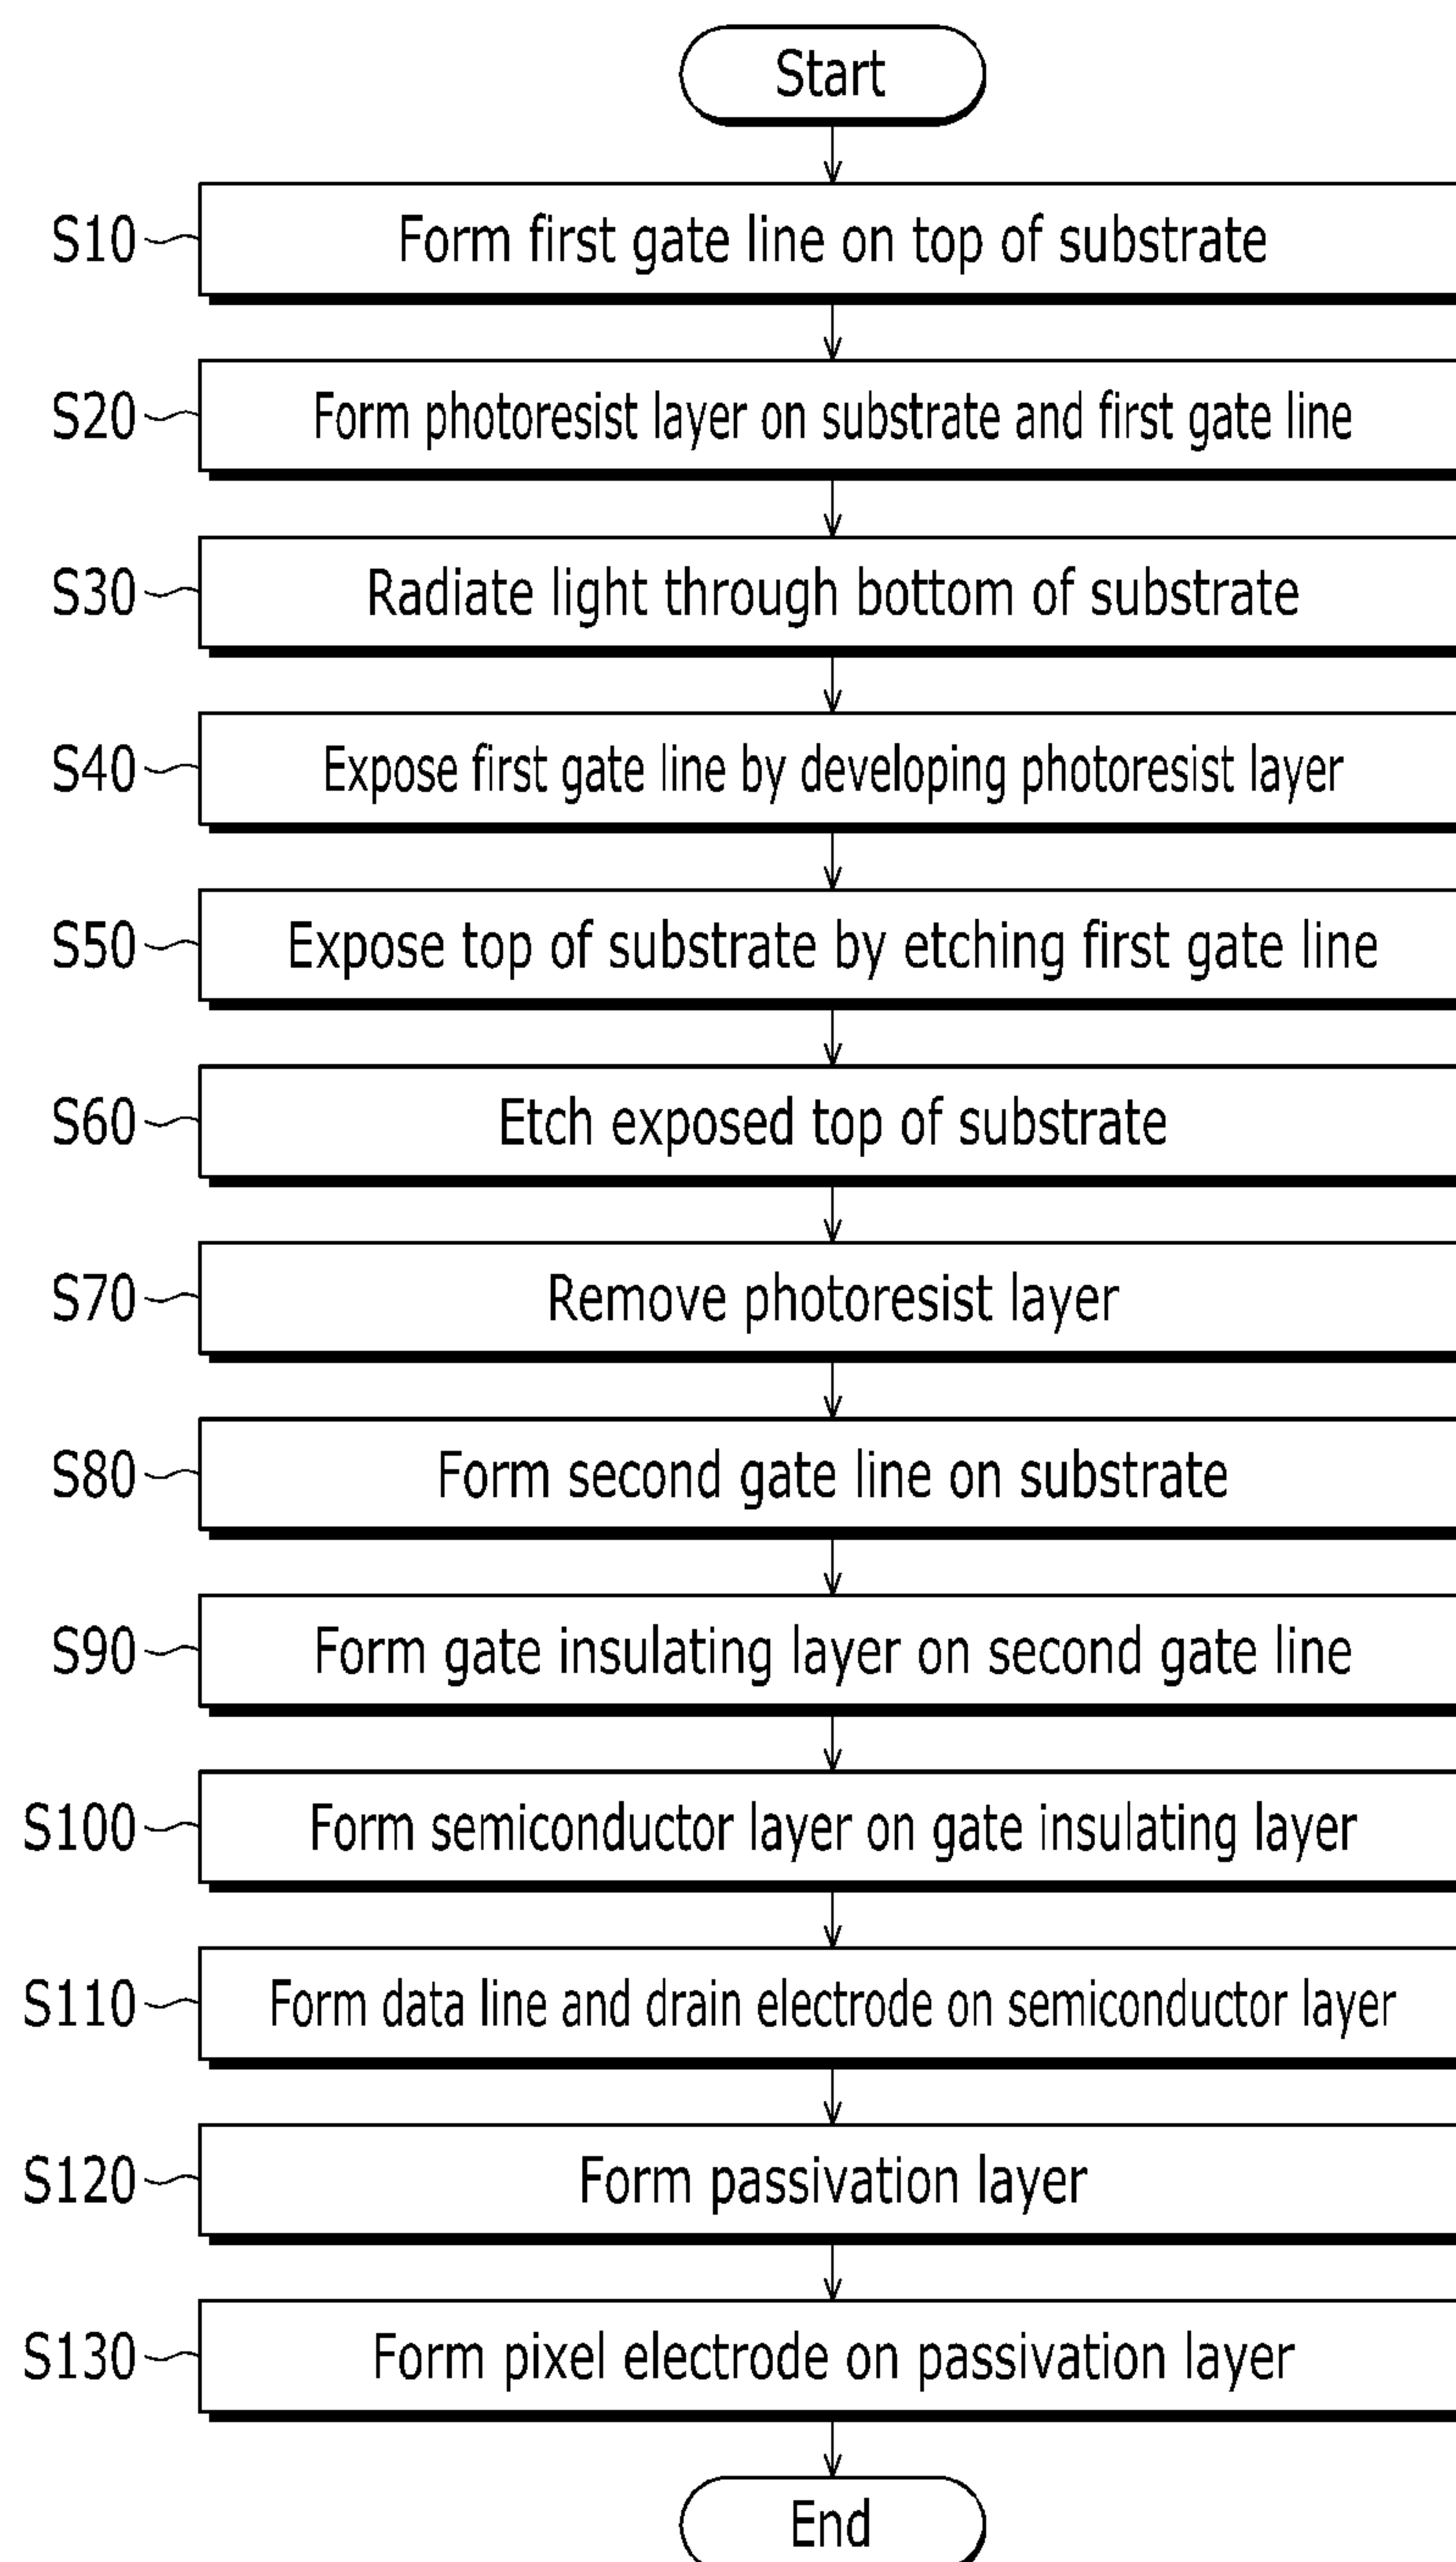 Start
S10 Form first gate line on top of substrate
S20 Form photoresist layer on substrate and first gate line
S30 Radiate light through bottom of substrate
S40 Expose first gate line by developing photoresist layer
S50 Expose top of substrate by etching first gate line
S60 Etch exposed top of substrate
S70 Remove photoresist layer
S80 Form second gate line on substrate
S90 Form gate insulating layer on second gate line
S100 Form semiconductor layer on gate insulating layer
S110 Form data line and drain electrode on semiconductor layer
S120 Form passivation layer
S130 Form pixel electrode on passivation layer
End